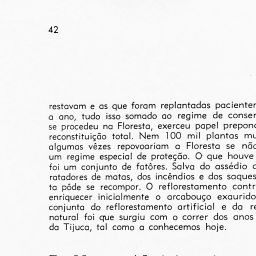 42
restavam e as que foram replantadas pacienter
a ano, tudo isso somado ao regime de conser
se procedeu na Floresta, exerceu papel prepon
reconstituição total. Nem 100 mil plantas mu
algumas vêzes repovoariam a Floresta se não
um regime especial de proteção. O que houve
foi um conjunto de fatôres. Salva do assédio
ratadores de matas, dos incêndios e dos saques
ta pôde se recompor. O reflorestamento contr
enriquecer inicialmente o arcabouço exaurido
conjunta do reflorestamento artificial e da re
natural foi que surgiu com o correr dos anos
da Tijuca, tal como a conhecemos hoje.